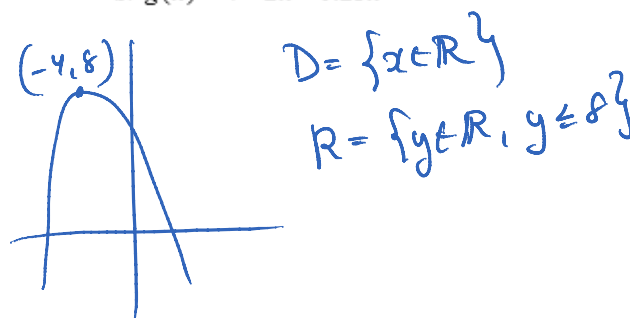 (-4,8)
D = {x∈ℝ}
R = {y∈ℝ, y≤8}